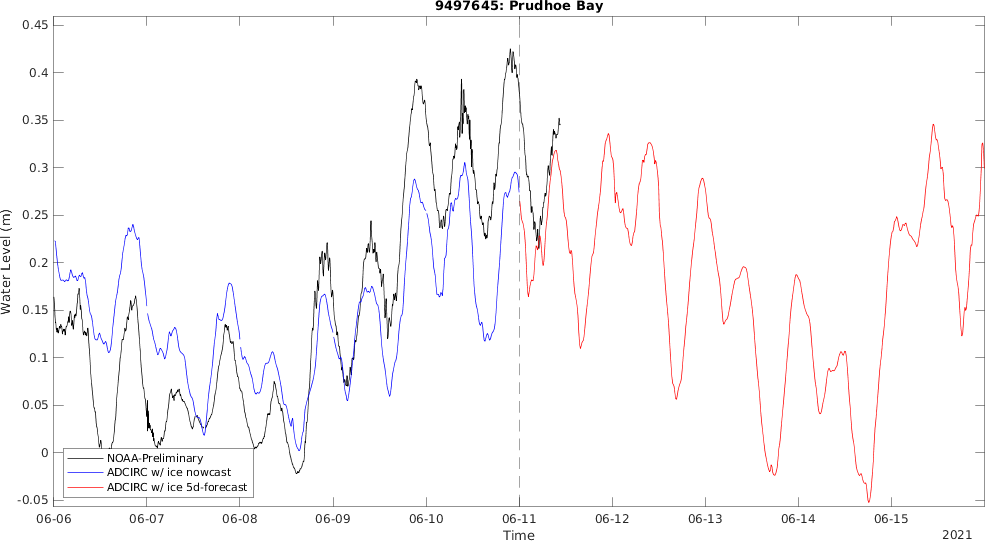 9497645: Prudhoe Bay
Water Level (m)
0.45
0.4
0.35
0.3
0.25
0.2
0.15
0.1
0.05
0
-0.05
NOAA-Preliminary
ADCIRC w/ ice nowcast
ADCIRC w/ ice 5d-forecast
06-06 06-07 06-08 06-09 06-10 06-11 06-12 06-13 06-14 06-15
Time
2021